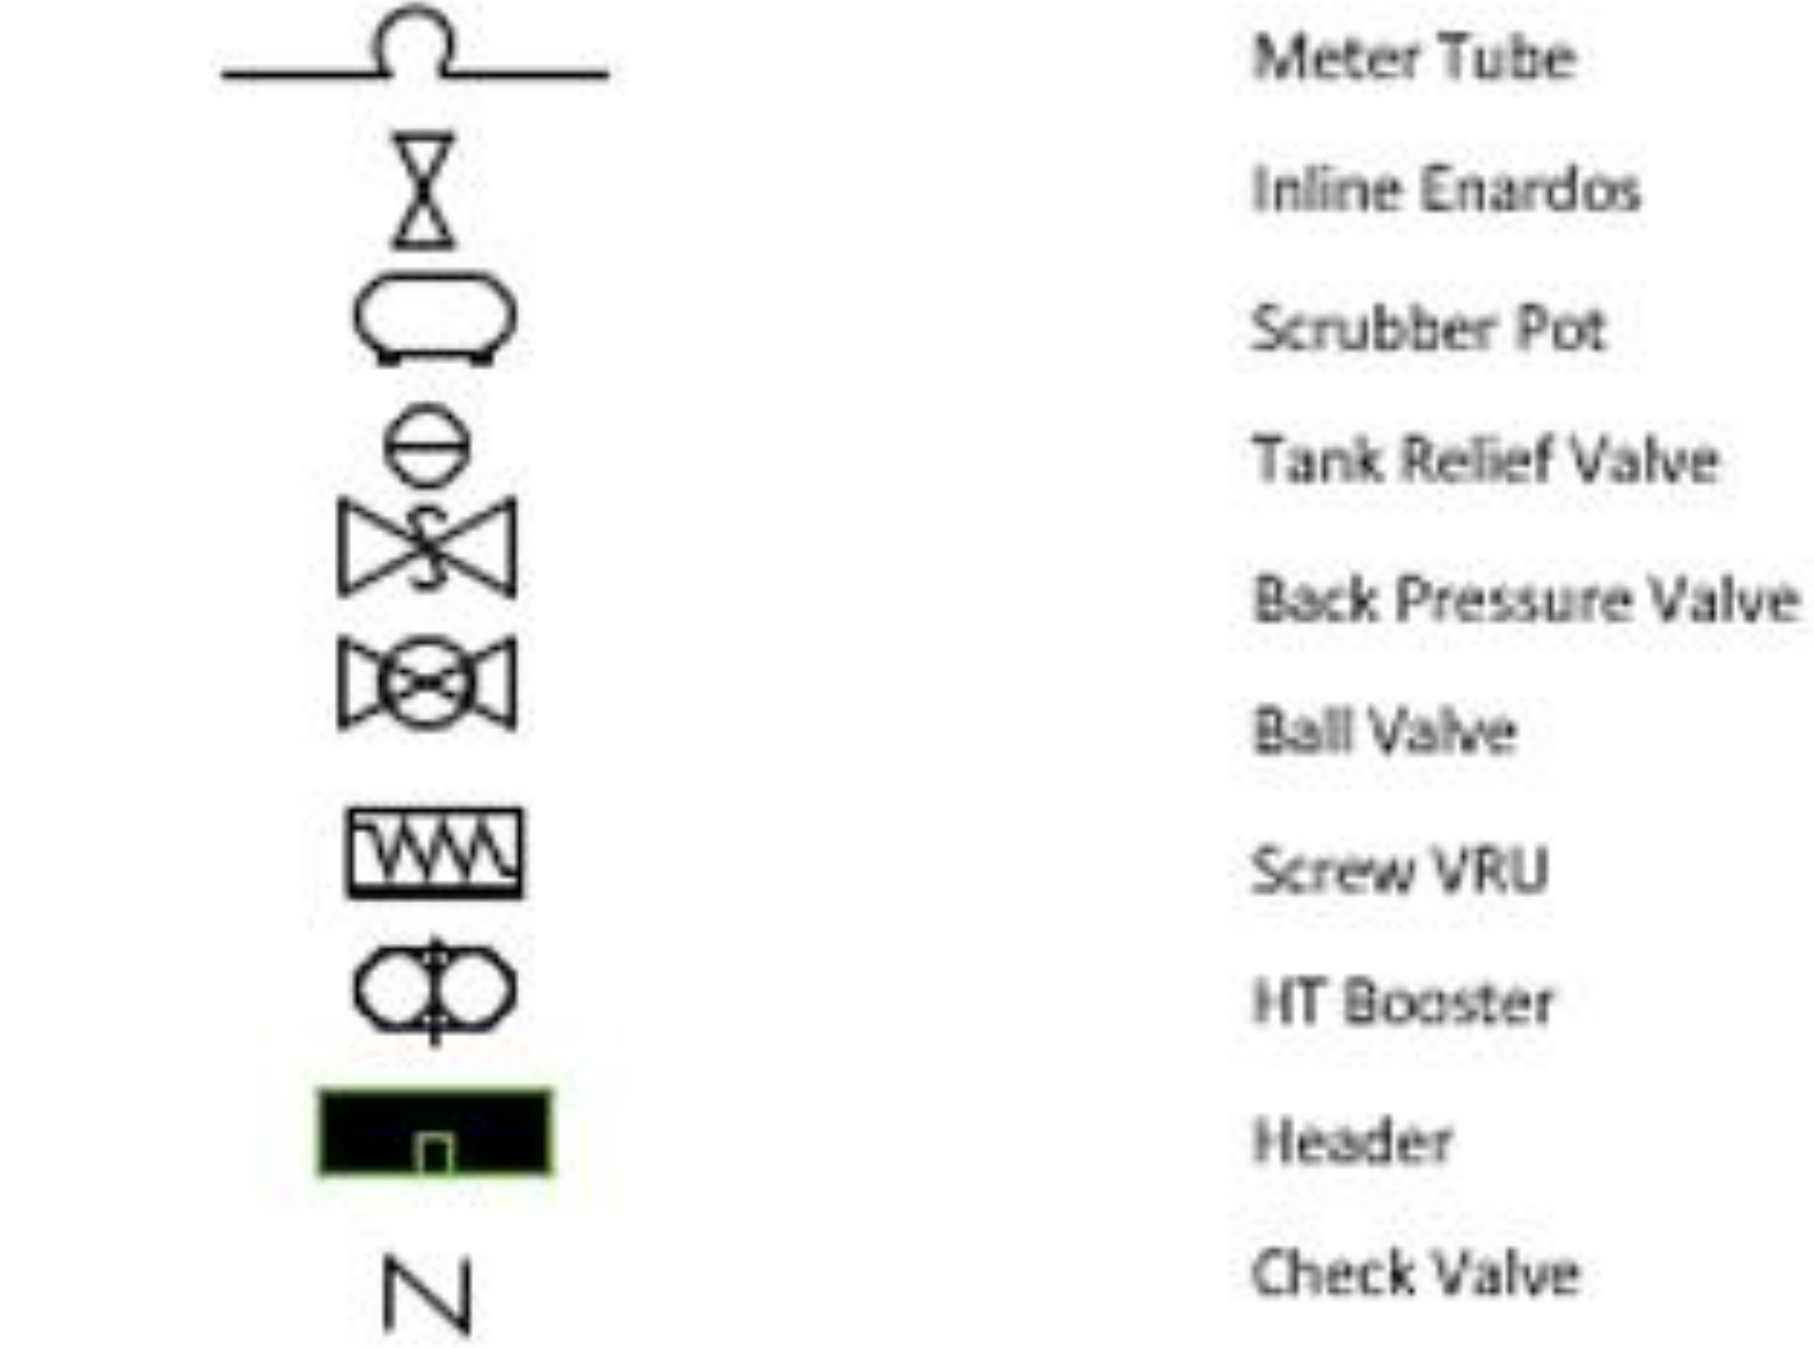 Meter Tube
Inline Enardos
Scrubber Pot
Tank Relief Valve
Back Pressure Valve
Ball Valve
Screw VRU
HT Booster
Header
Check Valve